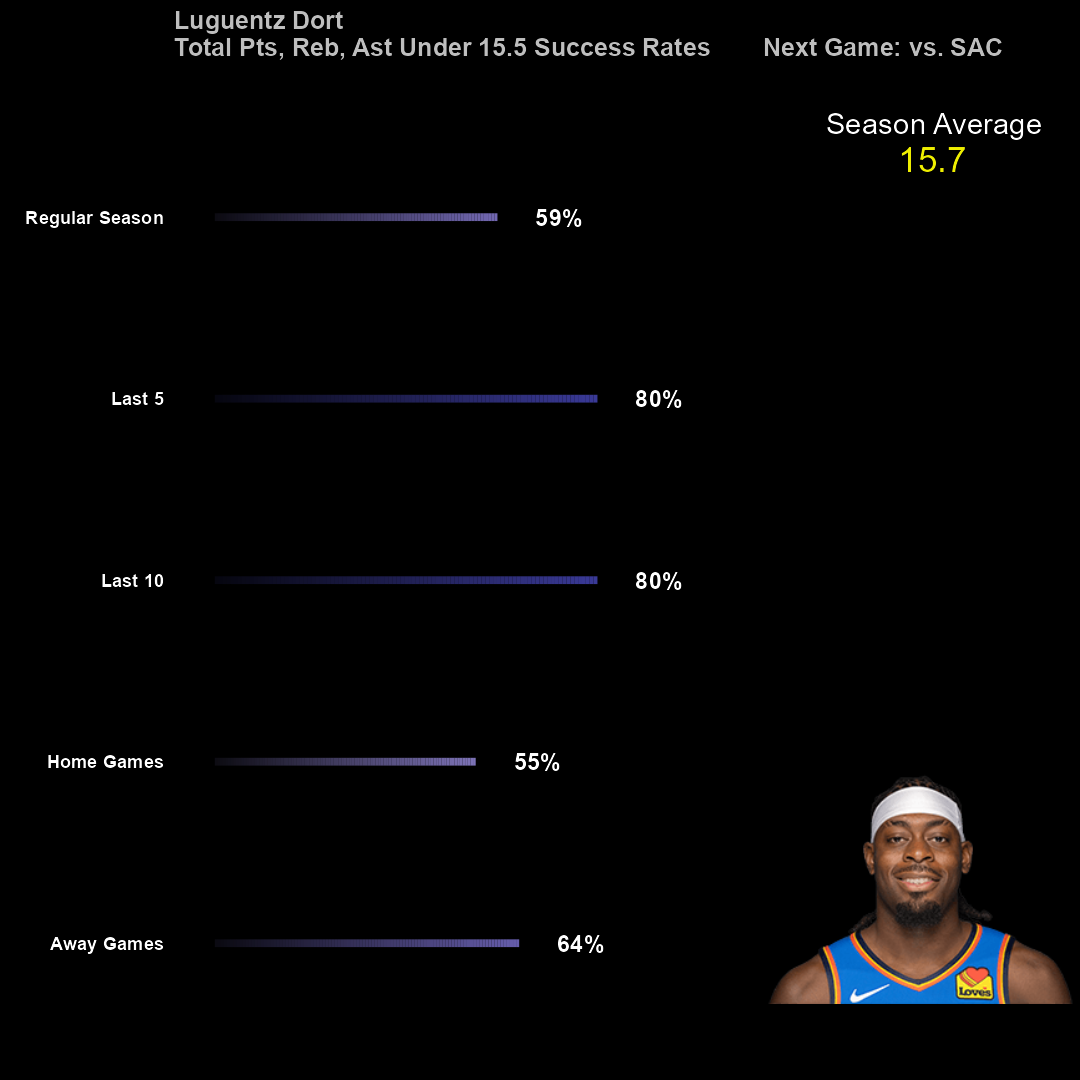 Luguentz Dort
Total Pts, Reb, Ast Under 15.5 Success Rates
Next Game: vs. SAC
Season Average
15.7
Regular Season 59%
Last 5 80%
Last 10 80%
Home Games 55%
Away Games 64%
Love's